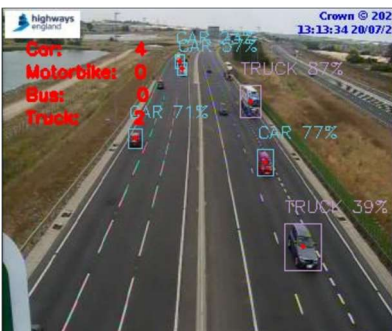 highways
england
Crown © 202
13:13:34 20/07/2
Car: 4
Motorbike: 0
Bus: 0
Truck: 2
CAR 57%
TRUCK 87%
CAR 71%
CAR 77%
TRUCK 39%